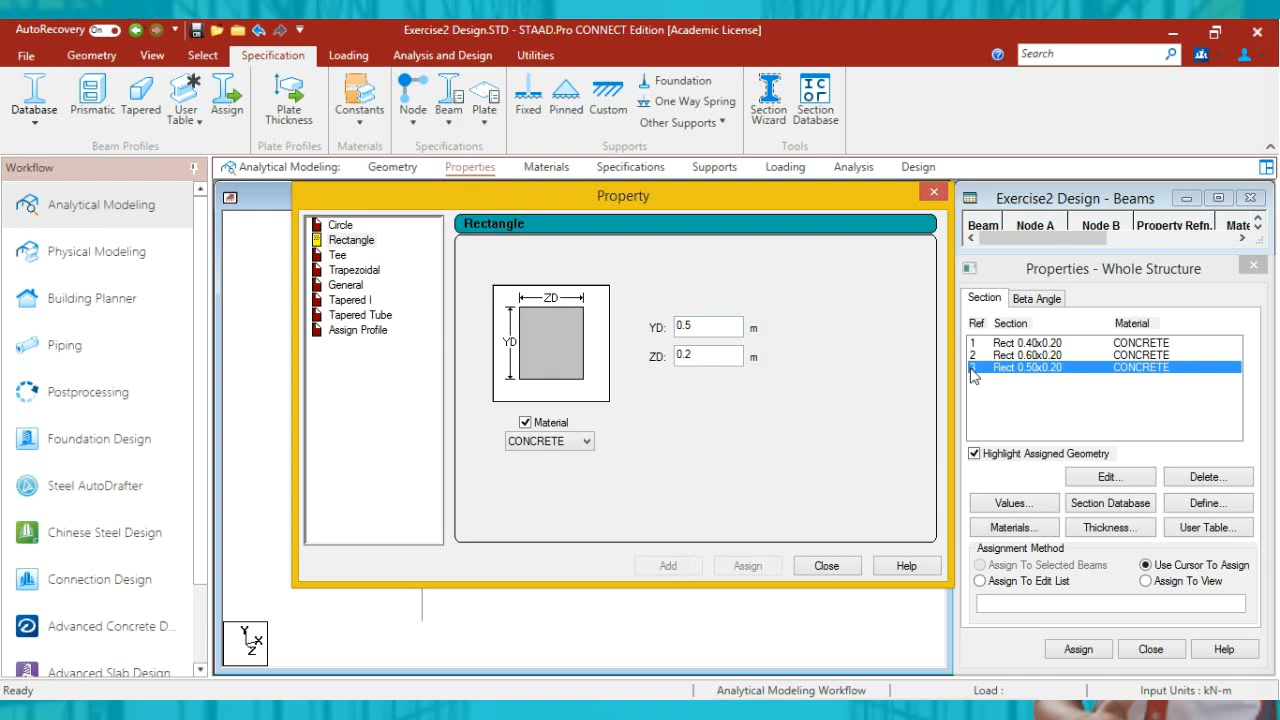 AutoRecovery On
Exercise2 Design.STD - STAAD.Pro CONNECT Edition [Academic License]
File Geometry View Select Specification Loading Analysis and Design Utilities
Search
Database Prismatic Tapered User Table Assign
Plate Thickness
Constants
Node Beam Plate
Fixed Pinned Custom
Foundation
One Way Spring
Other Supports
Section Wizard Section Database
Beam Profiles Plate Profiles Materials Specifications Supports Tools
Workflow
Analytical Modeling: Geometry Properties Materials Specifications Supports Loading Analysis Design
Analytical Modeling
Physical Modeling
Building Planner
Piping
Postprocessing
Foundation Design
Steel AutoDrafter
Chinese Steel Design
Connection Design
Advanced Concrete D...
Advanced Slab Design
Property
Circle
Rectangle
Tee
Trapezoidal
General
Tapered I
Tapered Tube
Assign Profile
Rectangle
ZD
YD
YD: 0.5 m
ZD: 0.2 m
Material
CONCRETE
Add Assign Close Help
Y
X
Z
Exercise2 Design - Beams
Beam Node A Node B Property Refn. Mate
Properties - Whole Structure
Section Beta Angle
Ref Section Material
1 Rect 0.40x0.20 CONCRETE
2 Rect 0.60x0.20 CONCRETE
3 Rect 0.50x0.20 CONCRETE
Highlight Assigned Geometry
Edit... Delete...
Values... Section Database Define...
Materials... Thickness... User Table...
Assignment Method
Assign To Selected Beams Use Cursor To Assign
Assign To Edit List Assign To View
Assign Close Help
Ready
Analytical Modeling Workflow Load : Input Units : kN-m